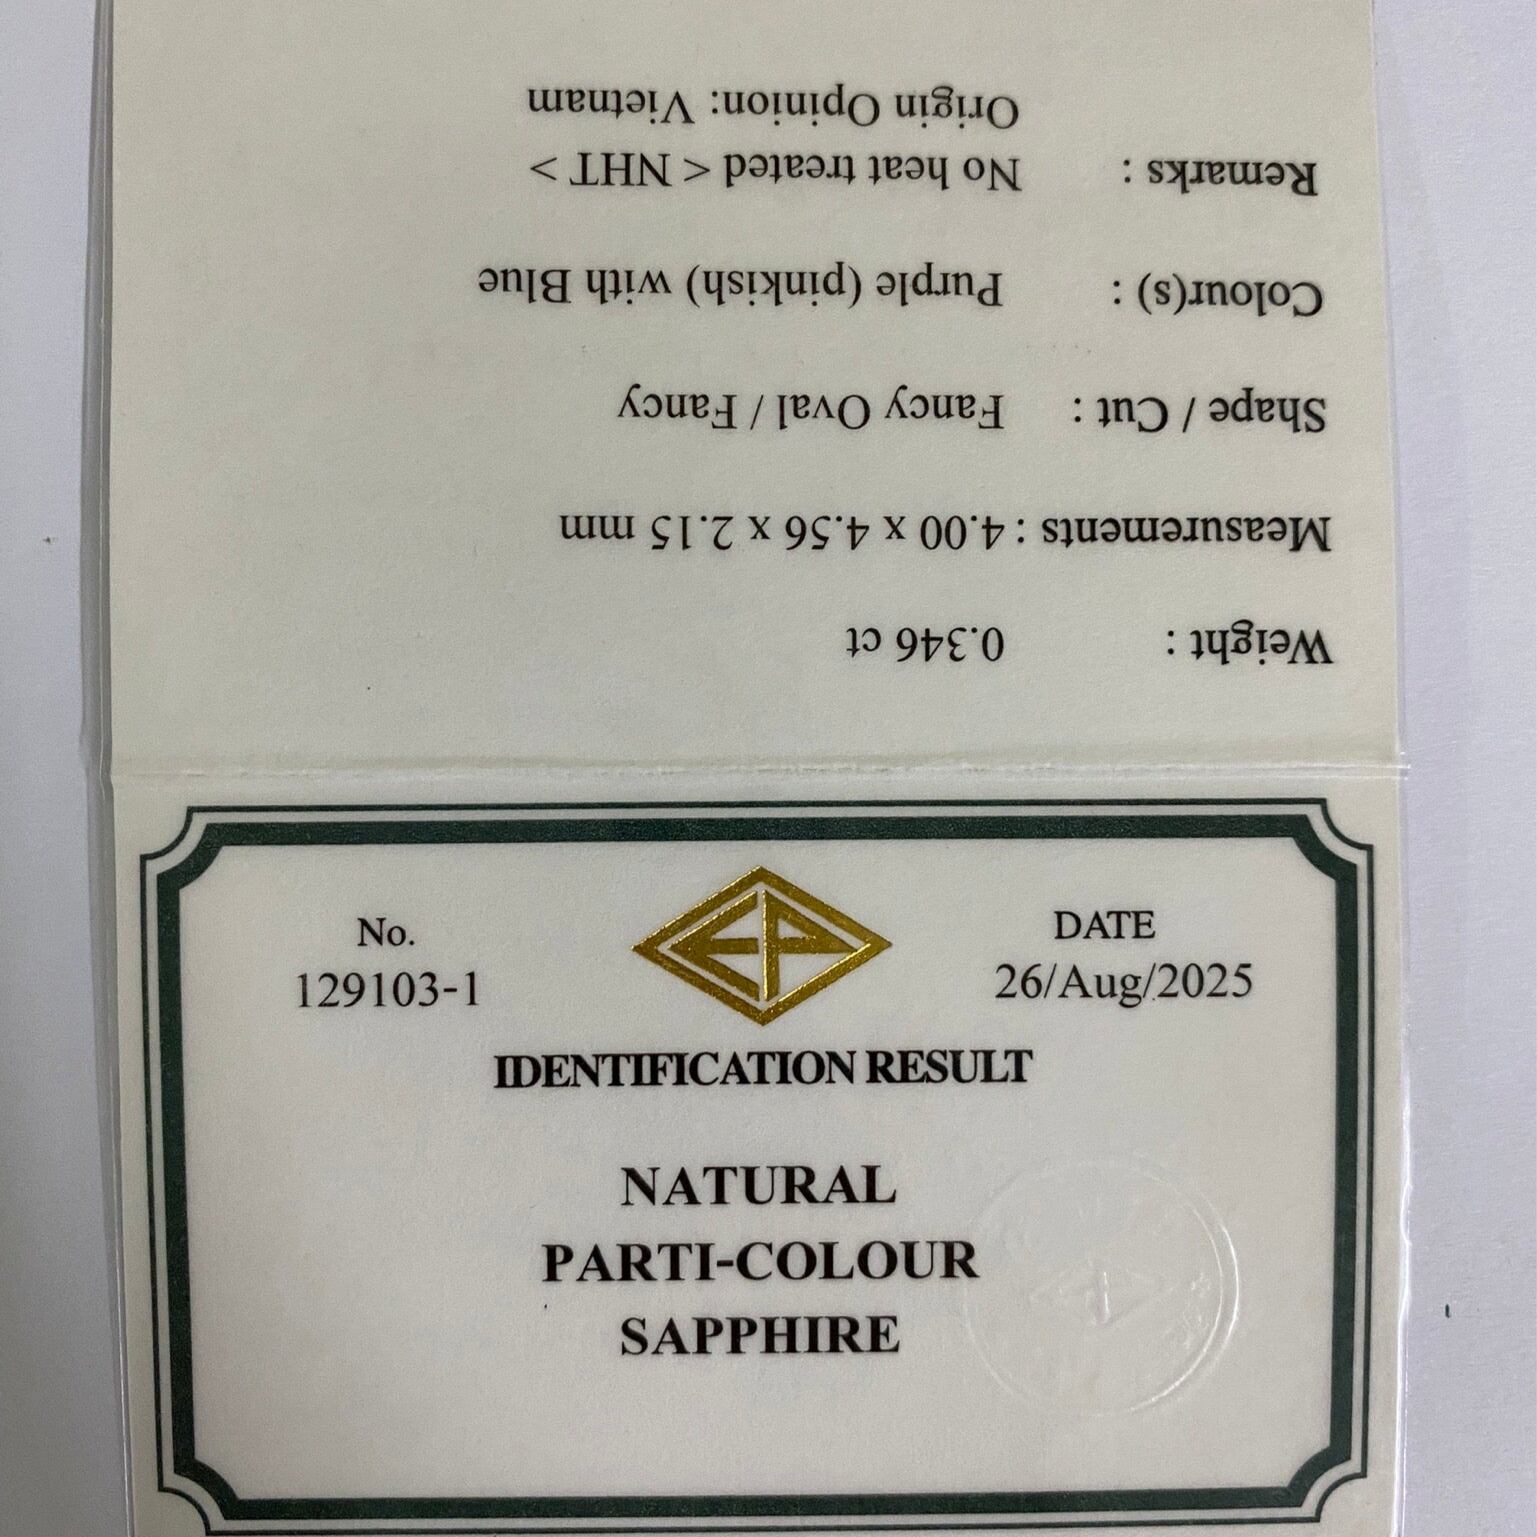 Weight : 0.346 ct
Measurements : 4.00 x 4.56 x 2.15 mm
Shape / Cut : Fancy Oval / Fancy
Colour(s) : Purple (pinkish) with Blue
Remarks : No heat treated < NHT >
Origin Opinion: Vietnam
No.
129103-1
EP
DATE
26/Aug/2025
IDENTIFICATION RESULT
NATURAL
PARTI-COLOUR
SAPPHIRE